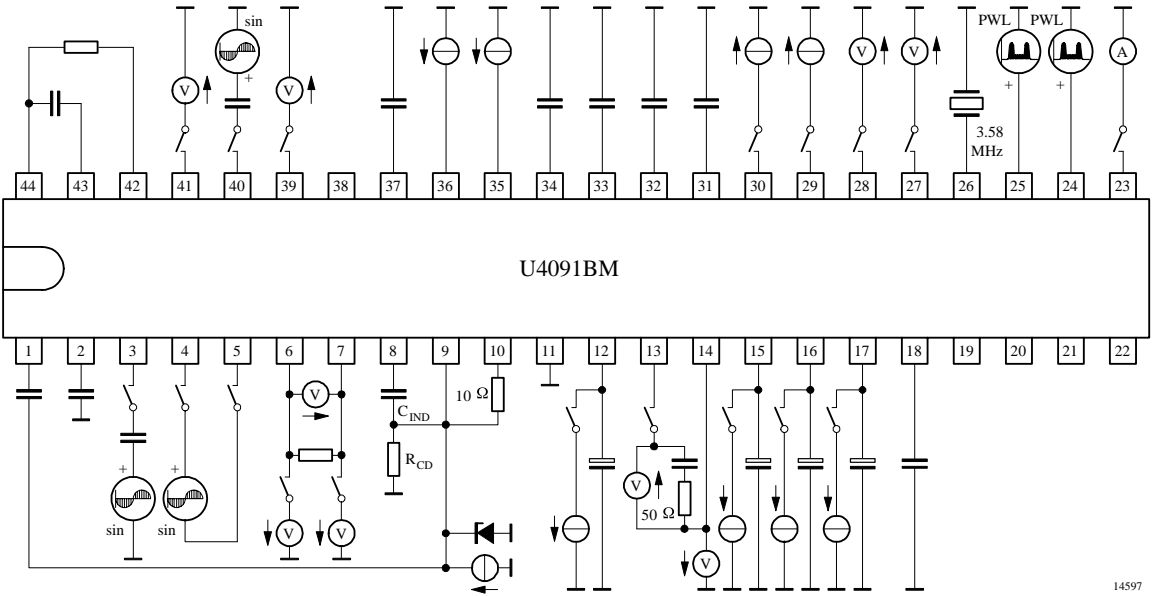 sin PWL PWL
V V V V A
+ + +
3.58
MHz
44 43 42 41 40 39 38 37 36 35 34 33 32 31 30 29 28 27 26 25 24 23
U4091BM
1 2 3 4 5 6 7 8 9 10 11 12 13 14 15 16 17 18 19 20 21 22
V
10 Ω
C_IND
R_CD
+ +
sin sin
V V
V
50 Ω
V
14597